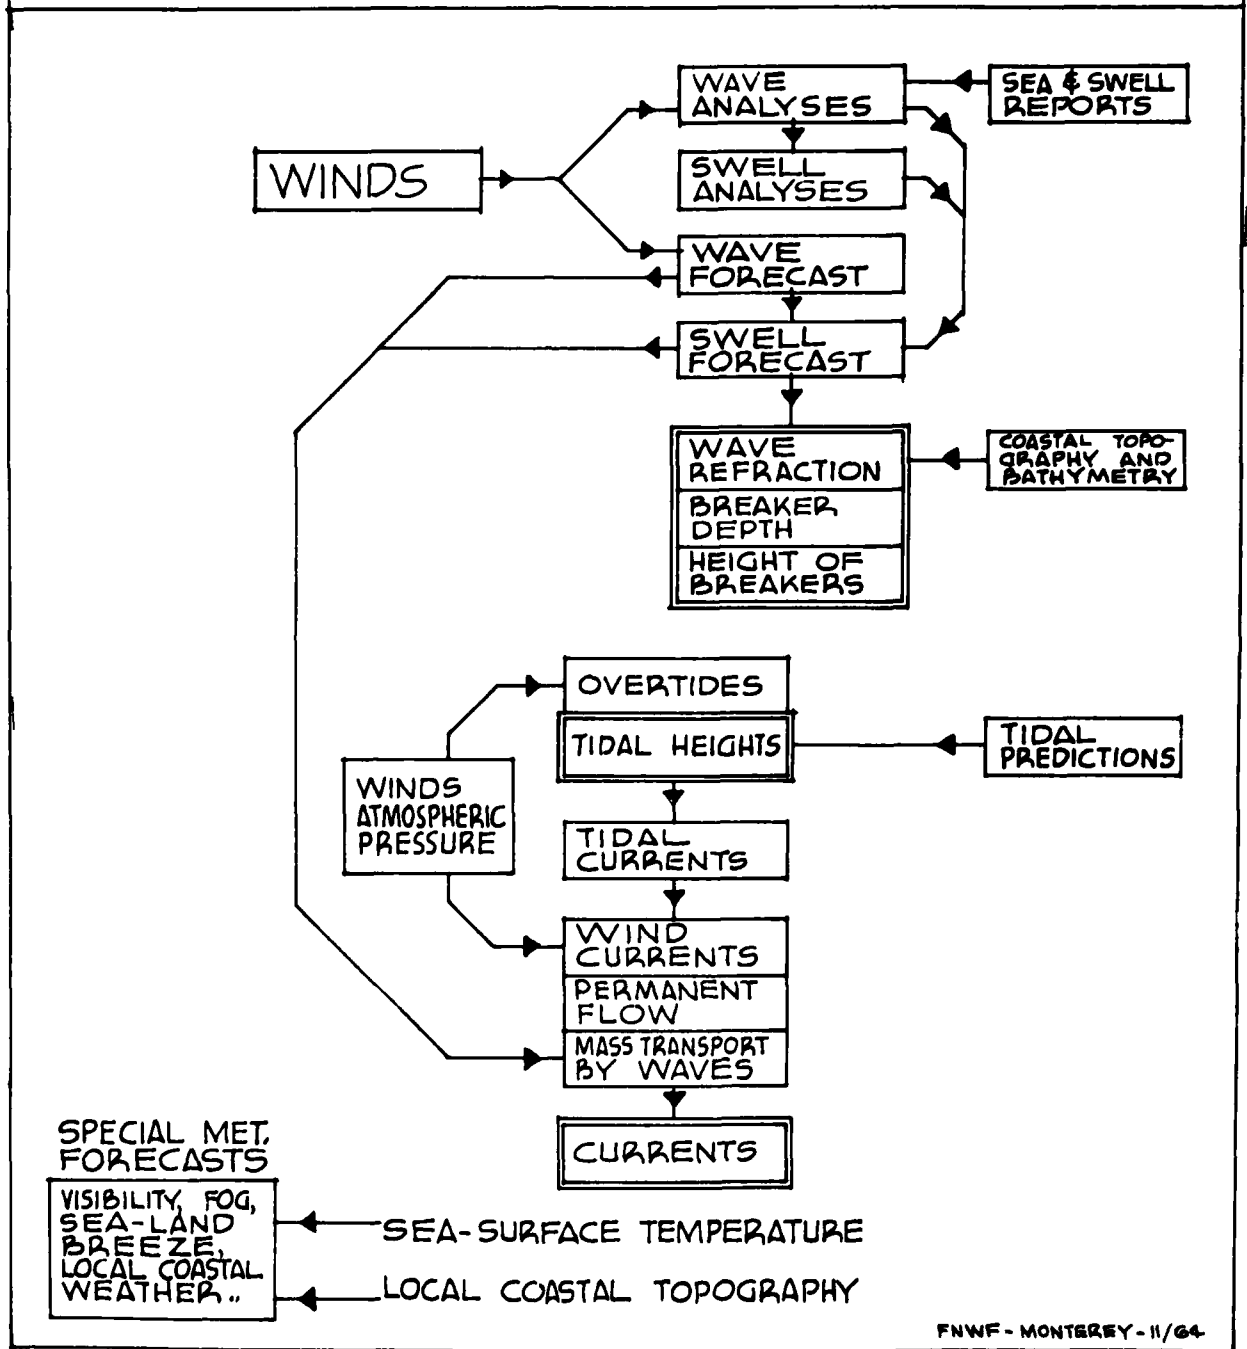 WAVE
ANALYSES
SEA & SWELL
REPORTS
WINDS
SWELL
ANALYSES
WAVE
FORECAST
SWELL
FORECAST
WAVE
REFRACTION
COASTAL TOPO-
GRAPHY AND
BATHYMETRY
BREAKER
DEPTH
HEIGHT OF
BREAKERS
OVERTIDES
TIDAL HEIGHTS
TIDAL
PREDICTIONS
WINDS
ATMOSPHERIC
PRESSURE
TIDAL
CURRENTS
WIND
CURRENTS
PERMANENT
FLOW
MASS TRANSPORT
BY WAVES
CURRENTS
SPECIAL MET.
FORECASTS
VISIBILITY, FOG,
SEA-LAND
BREEZE,
LOCAL COASTAL
WEATHER..
SEA-SURFACE TEMPERATURE
LOCAL COASTAL TOPOGRAPHY
FNWF - MONTEREY - 11/64